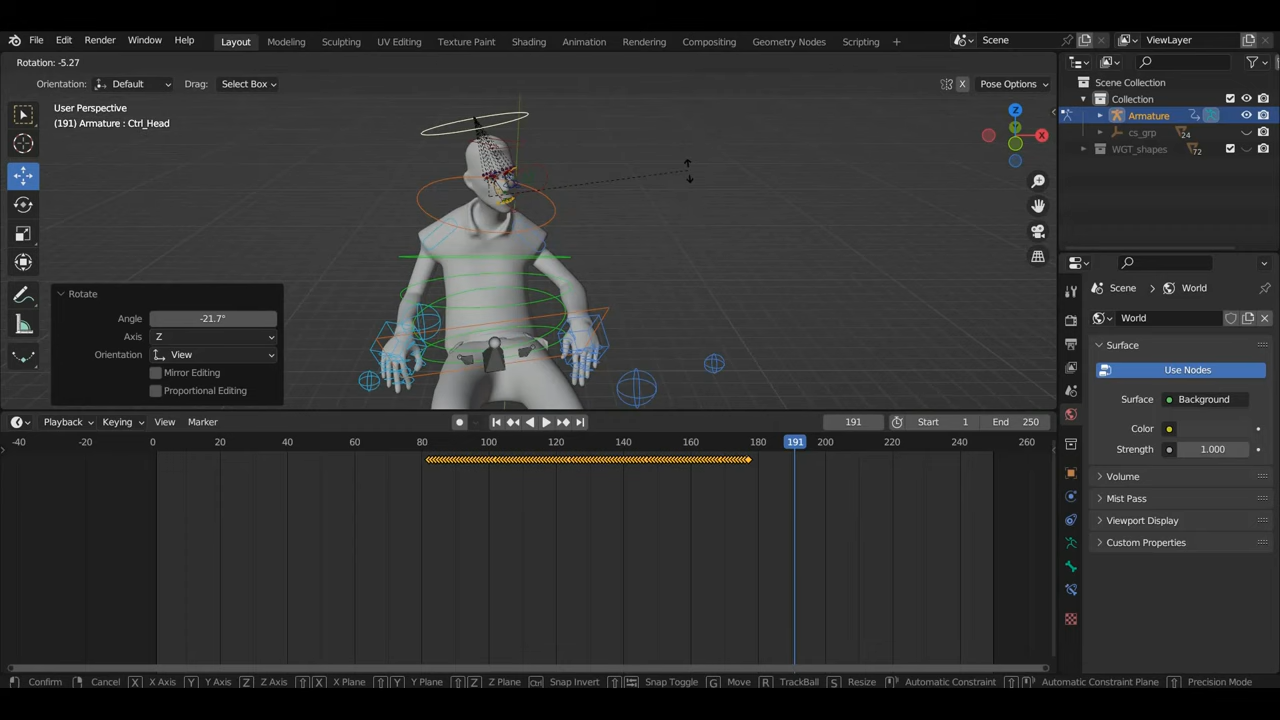 File Edit Render Window Help Layout Modeling Sculpting UV Editing Texture Paint Shading Animation Rendering Compositing Geometry Nodes Scripting + Scene ViewLayer
Rotation: -5.27
Orientation: Default Drag: Select Box X Pose Options
Scene Collection
Collection
Armature
cs_grp 24
WGT_shapes 72
User Perspective
(191) Armature : Ctrl_Head
X
Y
Z
Rotate
Angle -21.7°
Axis Z
Orientation View
Mirror Editing
Proportional Editing
Scene World
World
Surface
Use Nodes
Surface Background
Color
Strength 1.000
Volume
Mist Pass
Viewport Display
Custom Properties
Playback Keying View Marker 191 Start 1 End 250
-40 0 20 40 60 80 100 120 140 160 180 191 200 220 240 260
Confirm Cancel X X Axis Y Y Axis Z Z Axis X X Plane Y Y Plane Z Z Plane Ctrl Snap Invert Snap Toggle G Move R TrackBall S Resize Automatic Constraint Automatic Constraint Plane Precision Mode